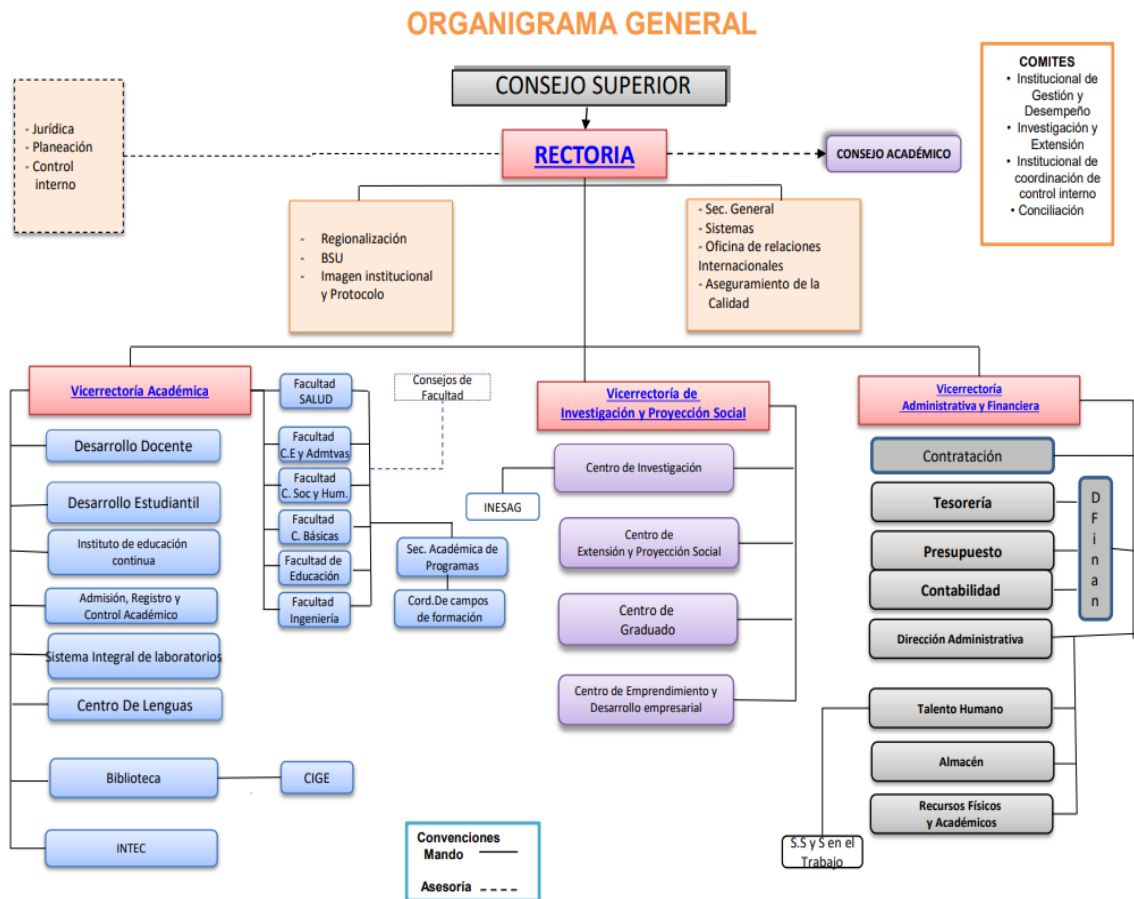 ORGANIGRAMA GENERAL
CONSEJO SUPERIOR
COMITES
• Institucional de
Gestión y
Desempeño
• Investigación y
Extensión
• Institucional de
coordinación de
control interno
• Conciliación
- Jurídica
- Planeación
- Control
interno
RECTORIA
CONSEJO ACADÉMICO
- Regionalización
- BSU
- Imagen institucional
y Protocolo
- Sec. General
- Sistemas
- Oficina de relaciones
Internacionales
- Aseguramiento de la
Calidad
Vicerrectoría Académica
Desarrollo Docente
Desarrollo Estudiantil
Instituto de educación
continua
Admisión, Registro y
Control Académico
Sistema Integral de laboratorios
Centro De Lenguas
Biblioteca
CIGE
INTEC
Facultad
SALUD
Facultad
C.E y Admtvas
Facultad
C. Soc y Hum.
Facultad
C. Básicas
Facultad de
Educación
Facultad
Ingeniería
Consejos de
Facultad
Sec. Académica de
Programas
Cord.De campos
de formación
Vicerrectoría de
Investigación y Proyección Social
Centro de Investigación
INESAG
Centro de
Extensión y Proyección Social
Centro de
Graduado
Centro de Emprendimiento y
Desarrollo empresarial
Vicerrectoría
Administrativa y Financiera
Contratación
Tesorería
Presupuesto
Contabilidad
D
F
i
n
a
n
Dirección Administrativa
Talento Humano
Almacén
Recursos Físicos
y Académicos
S.S y S en el
Trabajo
Convenciones
Mando
Asesoría